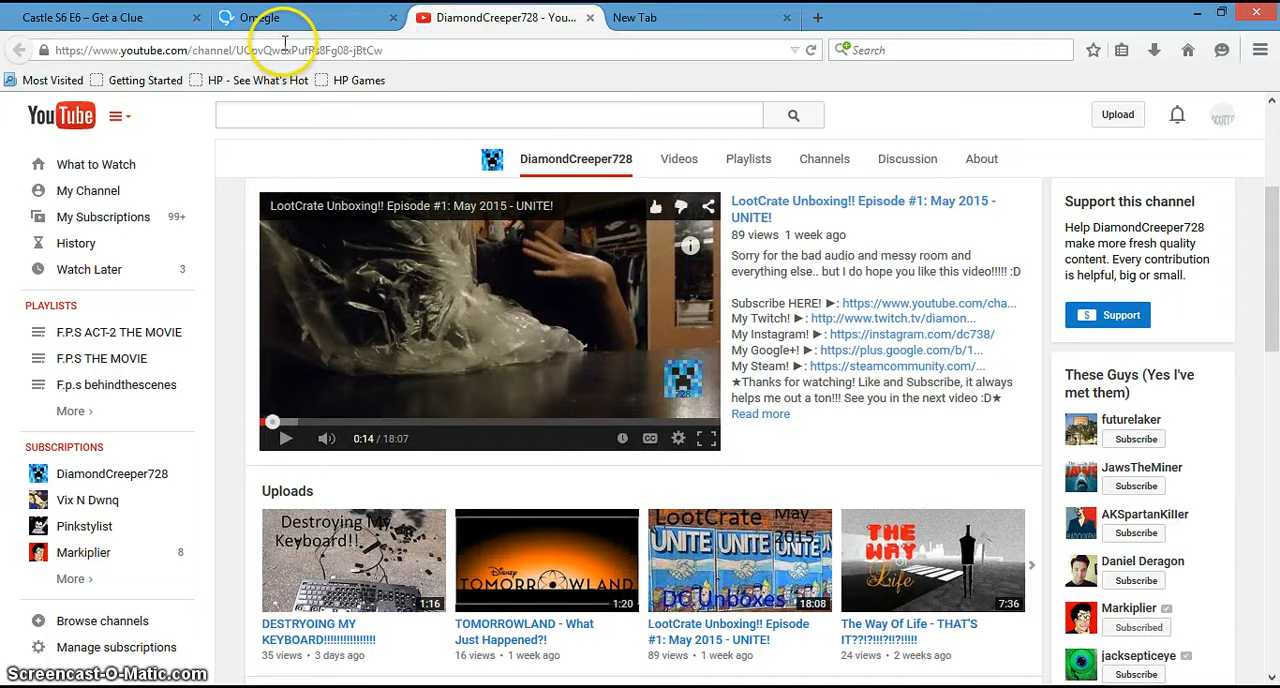 Castle S6 E6 – Get a Clue
Omegle
DiamondCreeper728 - You...
New Tab
Search
Most Visited
Getting Started
HP - See What's Hot
HP Games
YouTube
Upload
DiamondCreeper728
Videos
Playlists
Channels
Discussion
About
What to Watch
My Channel
My Subscriptions 99+
History
Watch Later 3
PLAYLISTS
F.P.S ACT-2 THE MOVIE
F.P.S THE MOVIE
F.p.s behindthescenes
More ›
SUBSCRIPTIONS
DiamondCreeper728
Vix N Dwnq
Pinkstylist
Markiplier 8
More ›
Browse channels
Manage subscriptions
LootCrate Unboxing!! Episode #1: May 2015 - UNITE!
728
0:14 / 18:07
LootCrate Unboxing!! Episode #1: May 2015 -
UNITE!
89 views 1 week ago
Sorry for the bad audio and messy room and
everything else.. but I do hope you like this video!!!!! :D
Subscribe HERE! ►: https://www.youtube.com/cha...
My Twitch! ►: http://www.twitch.tv/diamon...
My Instagram! ►: https://instagram.com/dc738/
My Google+! ►: https://plus.google.com/b/1...
My Steam! ►: https://steamcommunity.com/...
★Thanks for watching! Like and Subscribe, it always
helps me out a ton!!! See you in the next video :D★
Read more
Support this channel
Help DiamondCreeper728
make more fresh quality
content. Every contribution
is helpful, big or small.
$ Support
These Guys (Yes I've
met them)
futurelaker
Subscribe
JawsTheMiner
Subscribe
AKSpartanKiller
Subscribe
Daniel Deragon
Subscribe
Markiplier
Subscribed
jacksepticeye
Subscribe
Uploads
Destroying My
Keyboard!!
1:16
DESTROYING MY
KEYBOARD!!!!!!!!!!!!!!!!
35 views • 3 days ago
Disney
TOMORROWLAND
1:20
TOMORROWLAND - What
Just Happened?!
16 views • 1 week ago
LootCrate May
2015
UNITE UNITE UNITE
DC Unboxes
18:08
LootCrate Unboxing!! Episode
#1: May 2015 - UNITE!
89 views • 1 week ago
THE
WAY
OF
Life
7:36
The Way Of Life - THAT'S
IT??!?!!!?!!?!!!!!
24 views • 2 weeks ago
Screencast-O-Matic.com